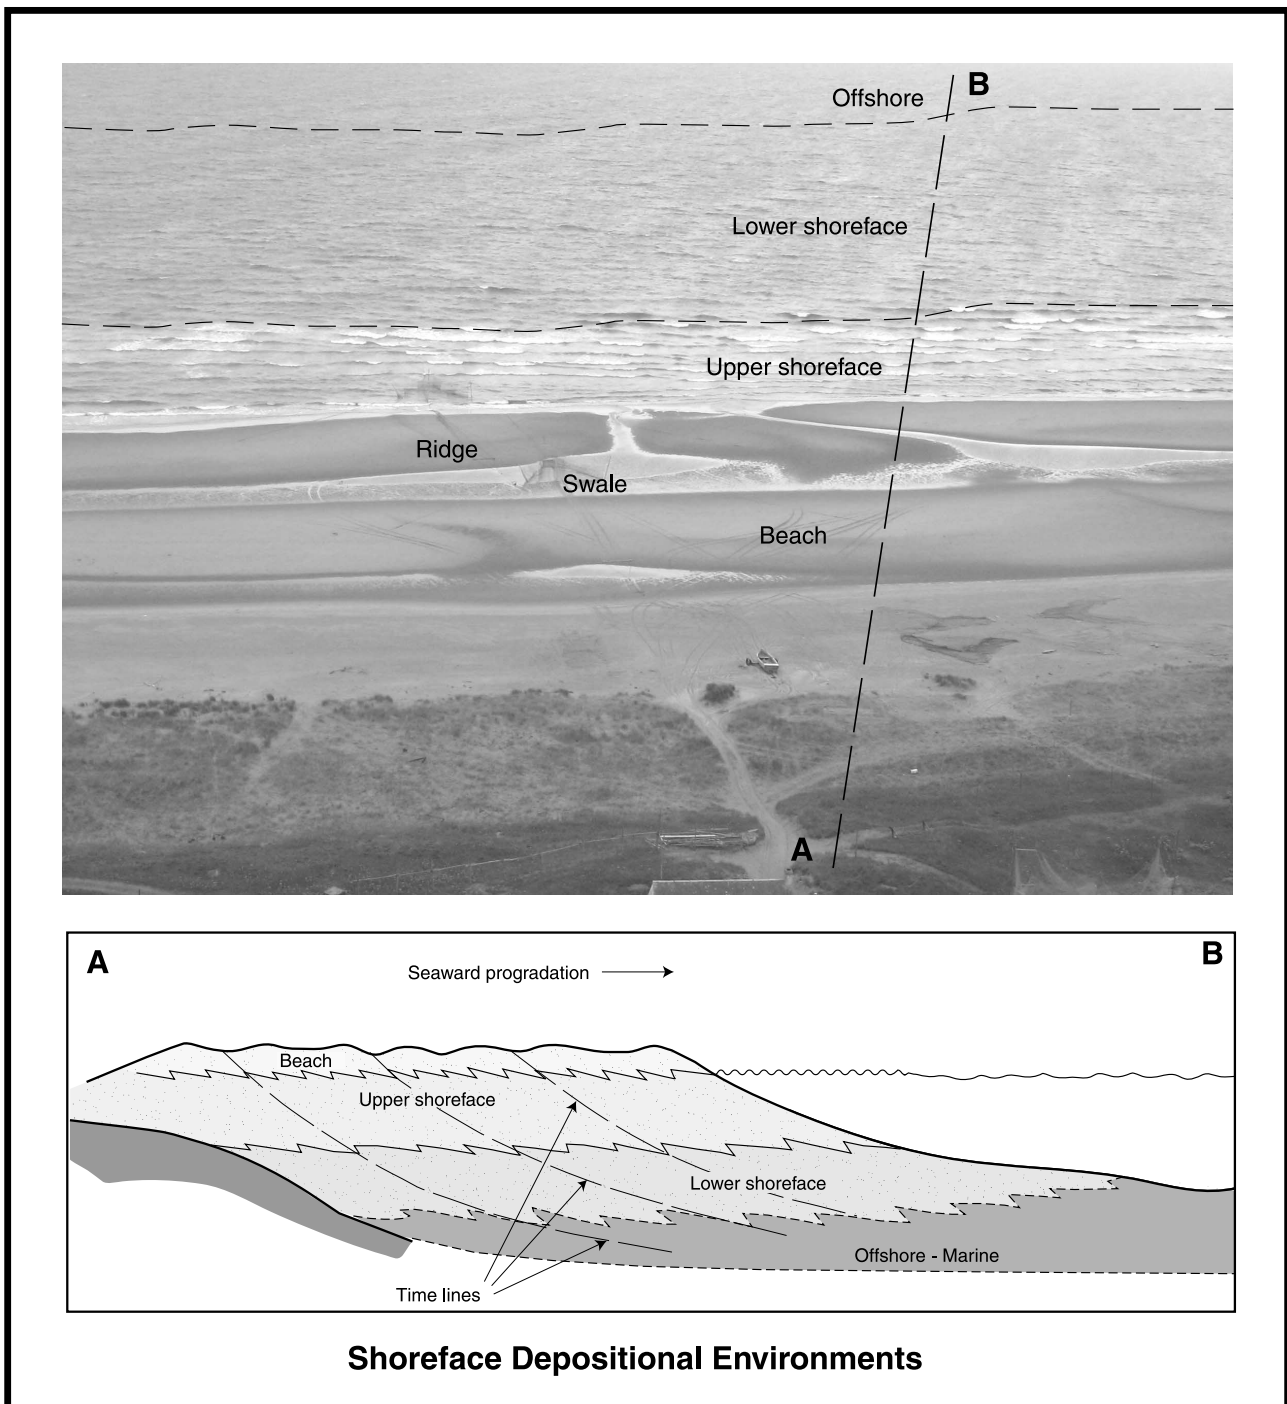 B
Offshore
Lower shoreface
Upper shoreface
Ridge
Swale
Beach
A
A
B
Seaward progradation
Beach
Upper shoreface
Lower shoreface
Offshore - Marine
Time lines
Shoreface Depositional Environments